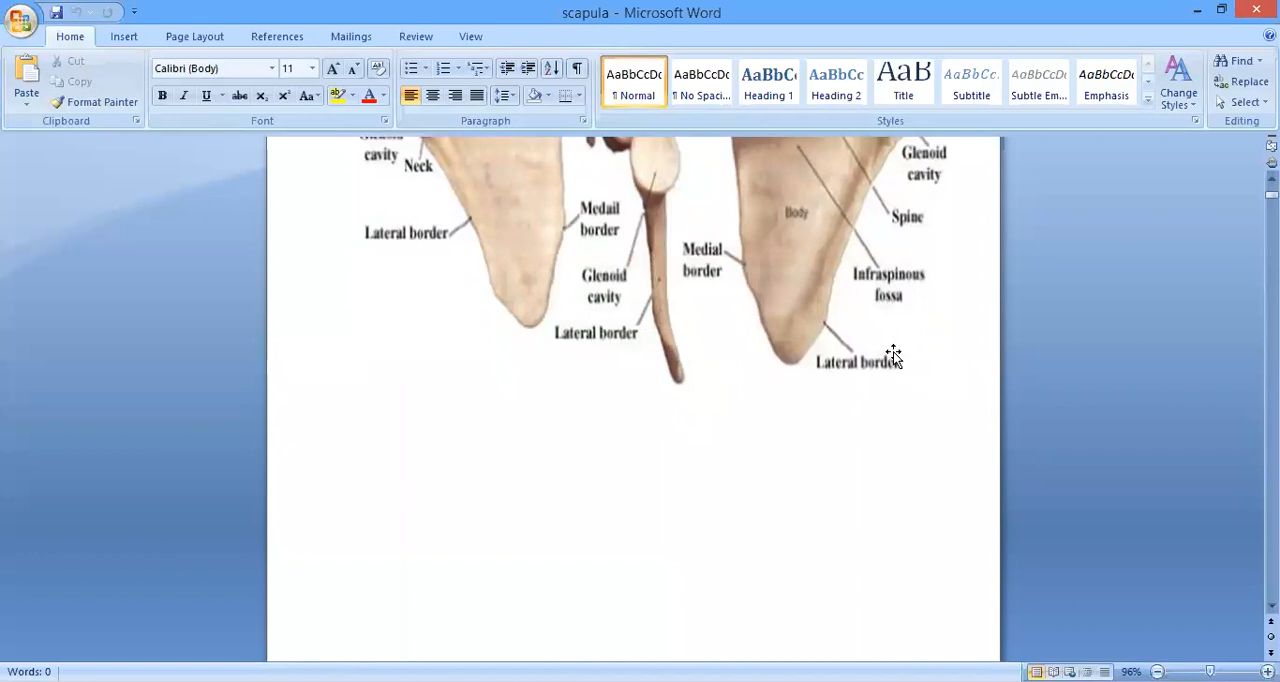 scapula - Microsoft Word
Home Insert Page Layout References Mailings Review View
Paste
Cut
Copy
Format Painter
Clipboard
Calibri (Body) 11
Font
Paragraph
AaBbCcDc AaBbCcDc AaBbC AaBbCc AaB AaBbCc. AaBbCcDc AaBbCcDc
¶ Normal ¶ No Spaci... Heading 1 Heading 2 Title Subtitle Subtle Em... Emphasis
Change
Styles
Styles
Find
Replace
Select
Editing
cavity
Neck
Lateral border
Medail
border
Glenoid
cavity
Lateral border
Medial
border
Body
Glenoid
cavity
Spine
Infraspinous
fossa
Lateral border
Words: 0
96%